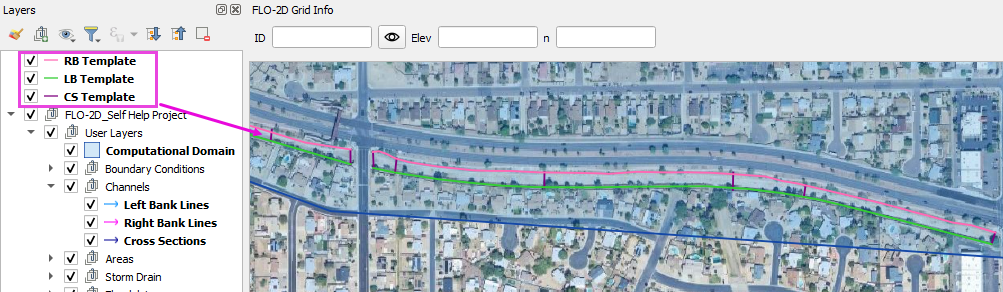 Layers
FLO-2D Grid Info
ID
Elev
n
RB Template
LB Template
CS Template
FLO-2D_Self Help Project
User Layers
Computational Domain
Boundary Conditions
Channels
Left Bank Lines
Right Bank Lines
Cross Sections
Areas
Storm Drain